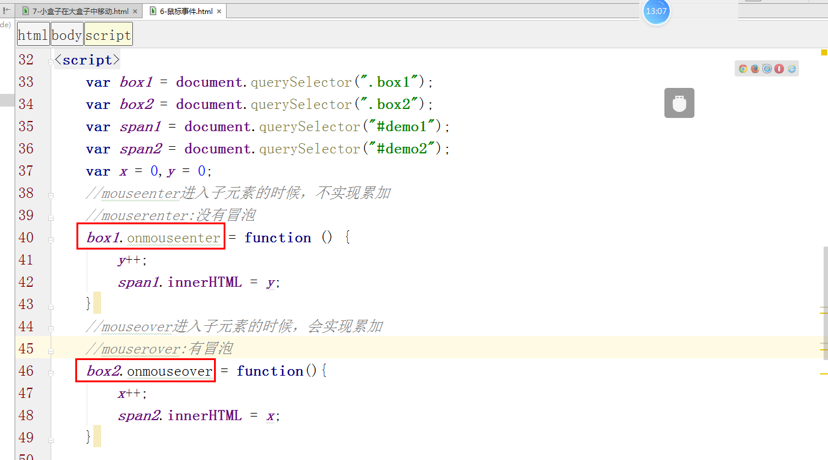 7-小盒子在大盒子中移动.html × 6-鼠标事件.html ×
13:07
de)
html body script
32 <script>
33 var box1 = document.querySelector(".box1");
34 var box2 = document.querySelector(".box2");
35 var span1 = document.querySelector("#demo1");
36 var span2 = document.querySelector("#demo2");
37 var x = 0,y = 0;
38 //mouseenter进入子元素的时候，不实现累加
39 //mouserenter:没有冒泡
40 box1.onmouseenter = function () {
41 y++;
42 span1.innerHTML = y;
43 }
44 //mouseover进入子元素的时候，会实现累加
45 //mouserover:有冒泡
46 box2.onmouseover = function(){
47 x++;
48 span2.innerHTML = x;
49 }
50